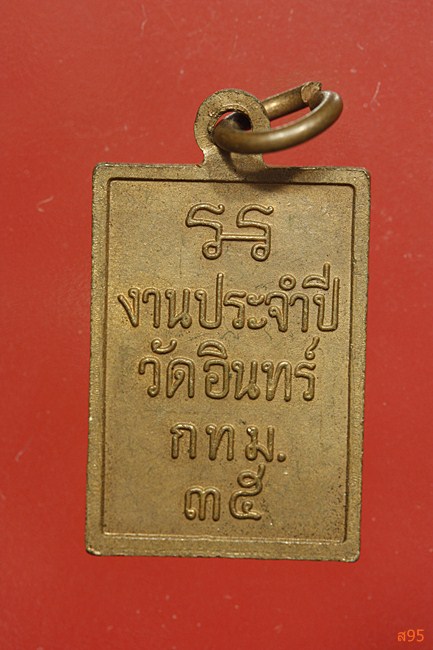 รร
งานประจำปี
วัดอินทร์
กทม.
๓๕
ส95